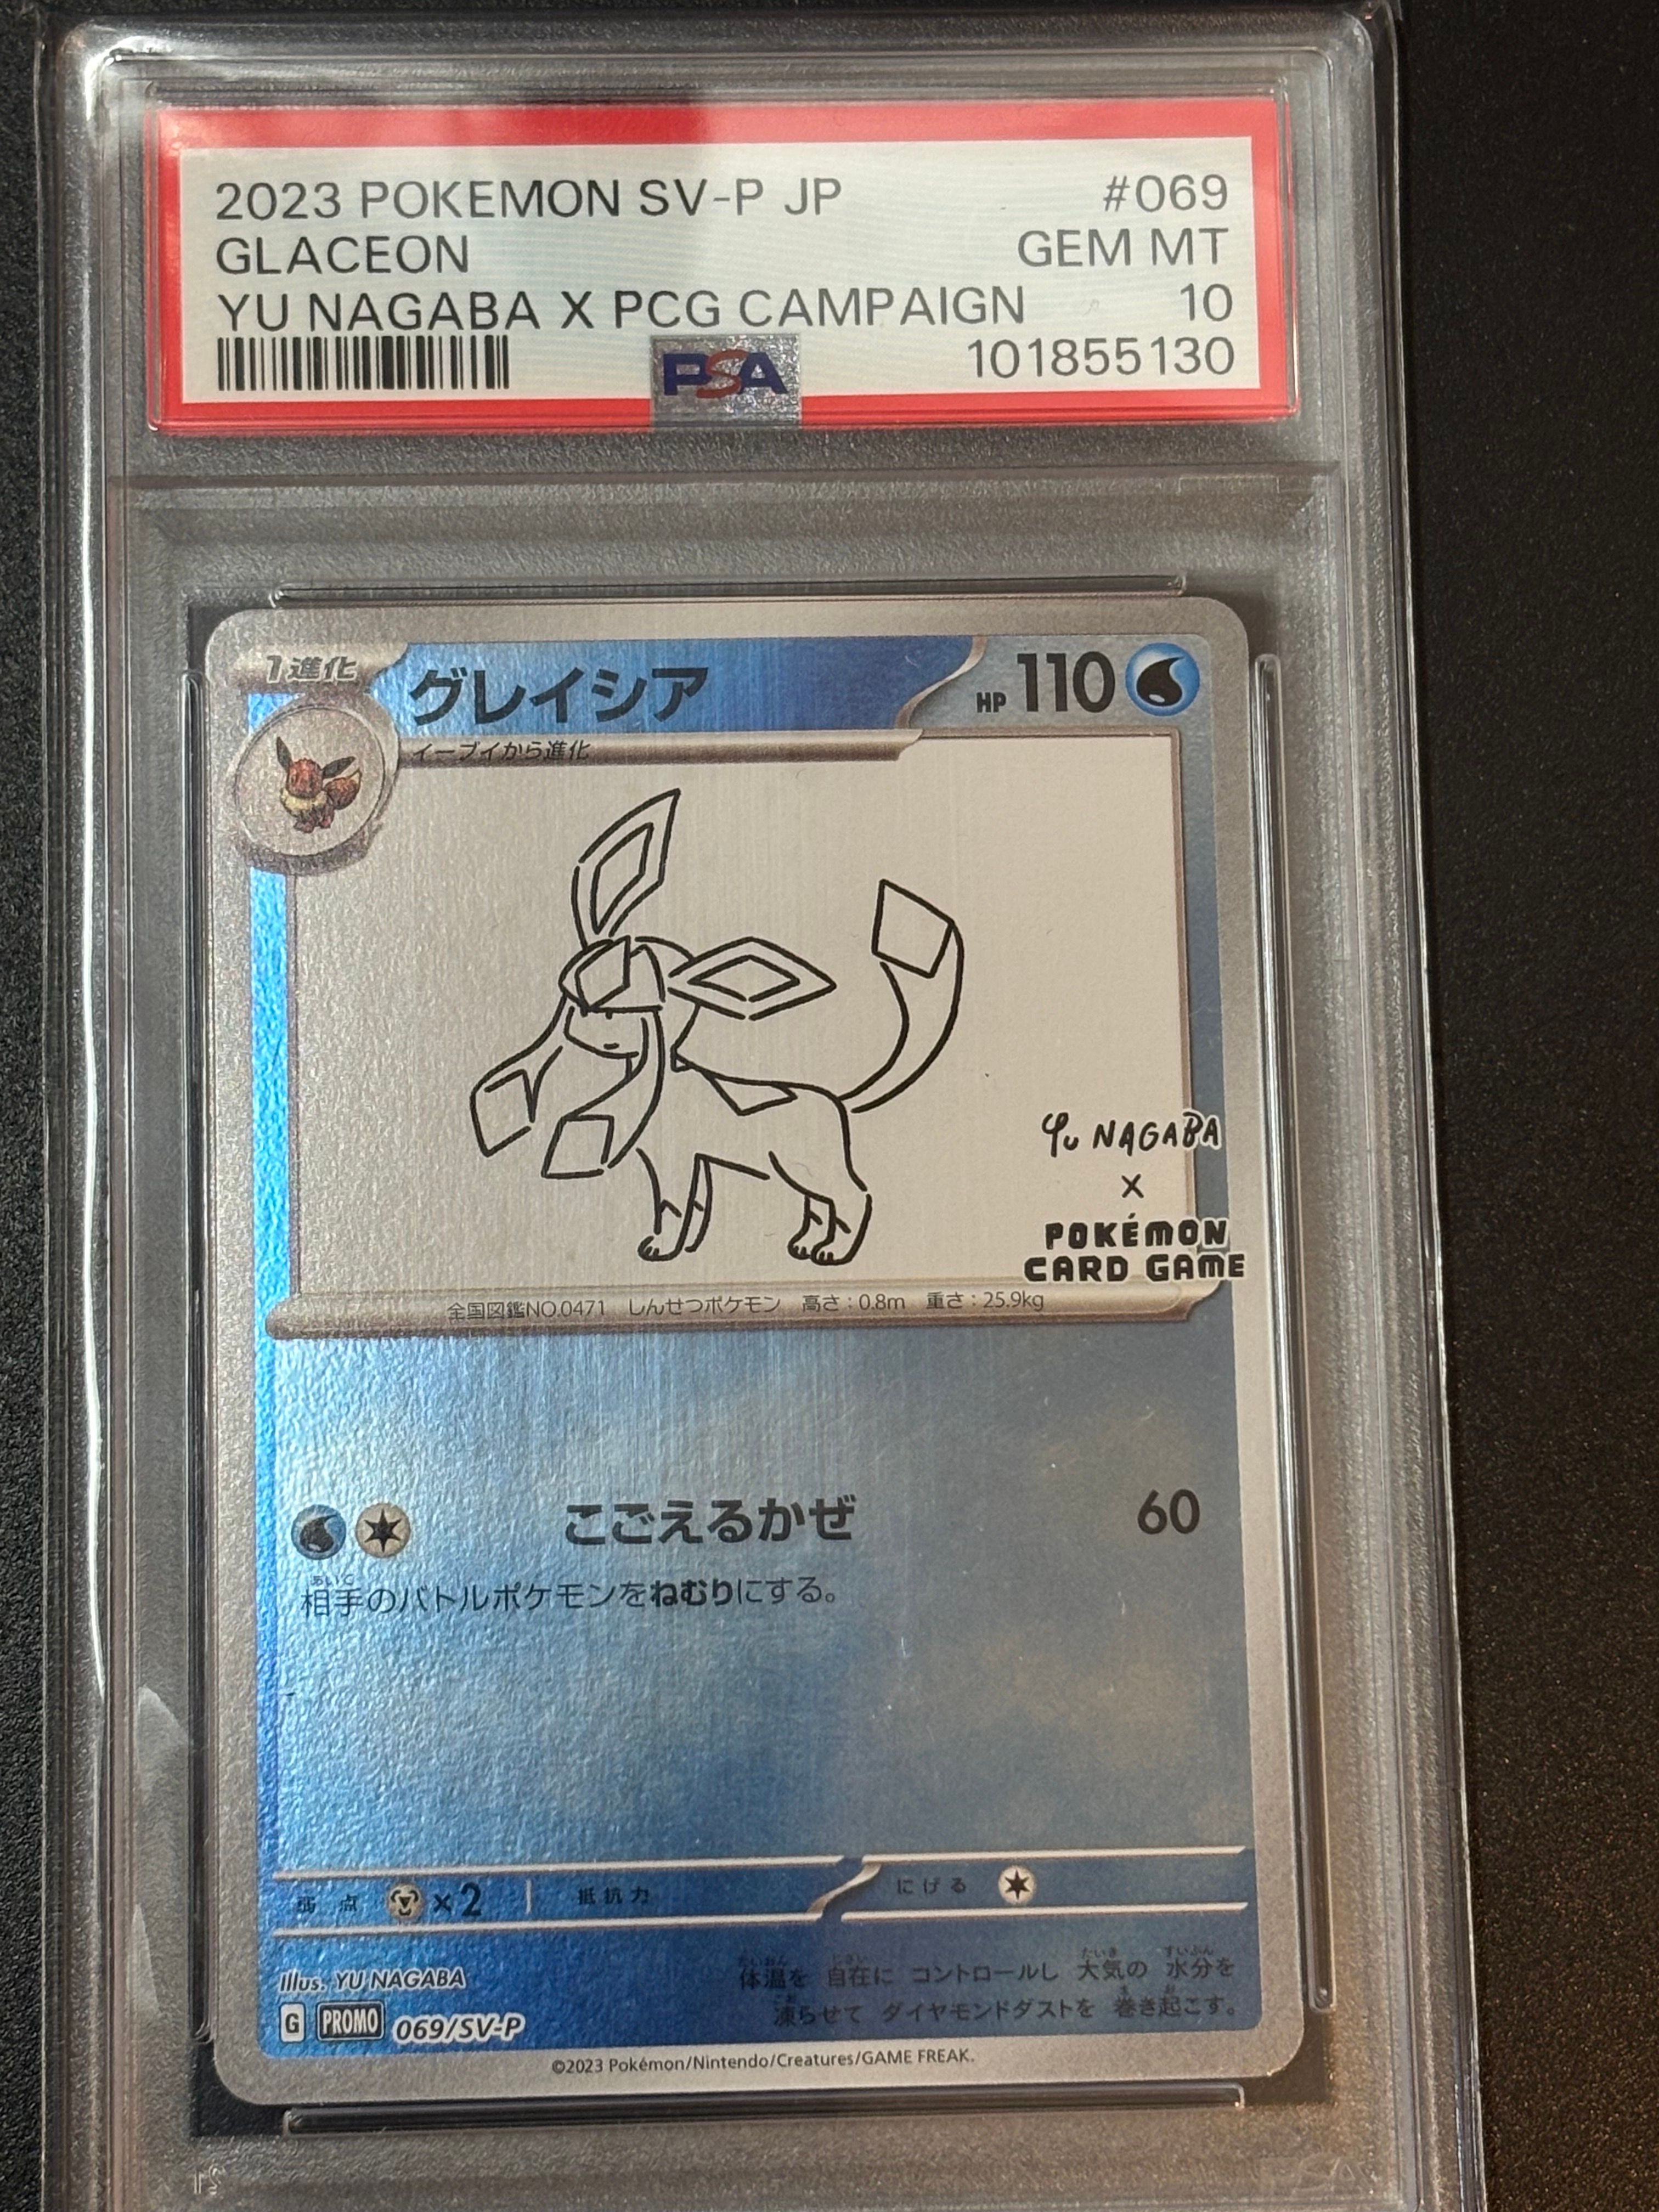 2023 POKEMON SV-P JP #069
GLACEON GEM MT
YU NAGABA X PCG CAMPAIGN 10
PSA 101855130
1進化 グレイシア HP 110
イーブイから進化
YU NAGABA
×
POKÉMON
CARD GAME
全国図鑑NO.0471 しんせつポケモン 高さ:0.8m 重さ:25.9kg
こごえるかぜ 60
あいて
相手のバトルポケモンをねむりにする。
弱点 ×2 抵抗力 にげる
Illus. YU NAGABA
体温を 自在に コントロールし 大気の 水分を
凍らせて ダイヤモンドダストを 巻き起こす。
G PROMO 069/SV-P
©2023 Pokémon/Nintendo/Creatures/GAME FREAK.